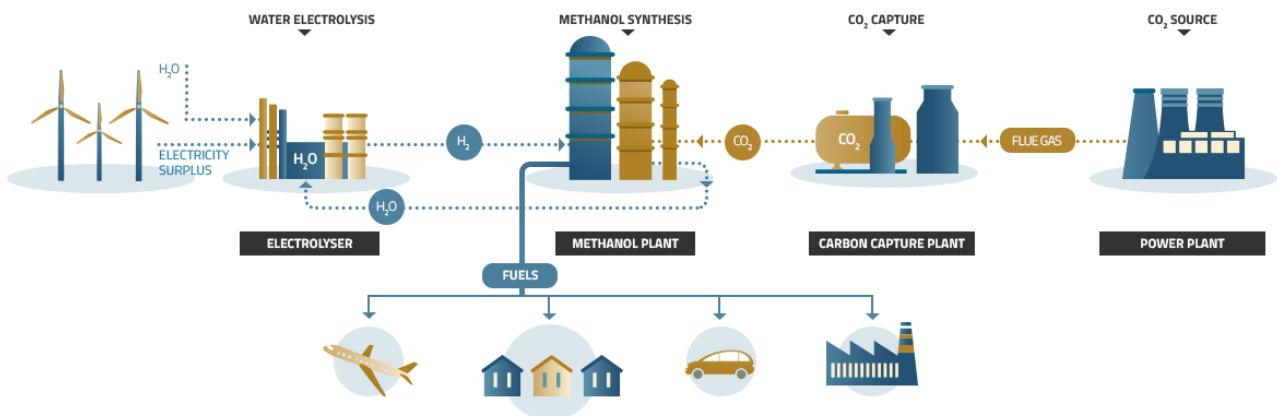 WATER ELECTROLYSIS
METHANOL SYNTHESIS
CO₂ CAPTURE
CO₂ SOURCE
H₂O
ELECTRICITY
SURPLUS
H₂O
H₂
CO₂
CO₂
FLUE GAS
H₂O
ELECTROLYSER
METHANOL PLANT
CARBON CAPTURE PLANT
POWER PLANT
FUELS